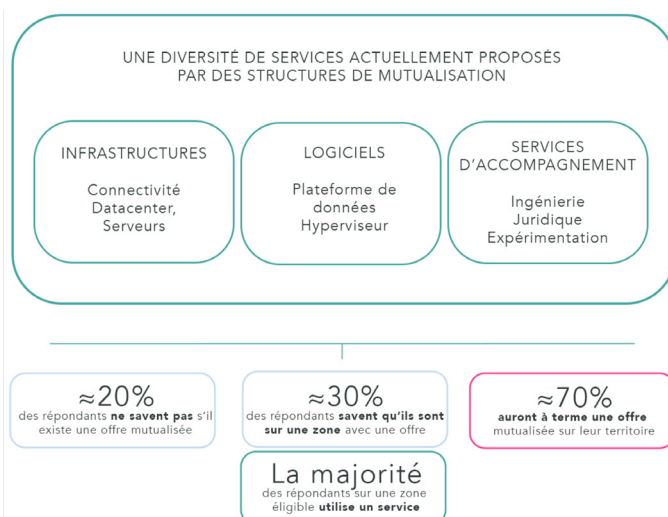 UNE DIVERSITÉ DE SERVICES ACTUELLEMENT PROPOSÉS
PAR DES STRUCTURES DE MUTUALISATION
INFRASTRUCTURES
Connectivité
Datacenter,
Serveurs
LOGICIELS
Plateforme de
données
Hyperviseur
SERVICES
D'ACCOMPAGNEMENT
Ingénierie
Juridique
Expérimentation
≈20%
des répondants ne savent pas s'il
existe une offre mutualisée
≈30%
des répondants savent qu'ils sont
sur une zone avec une offre
≈70%
auront à terme une offre
mutualisée sur leur territoire
La majorité
des répondants sur une zone
éligible utilise un service